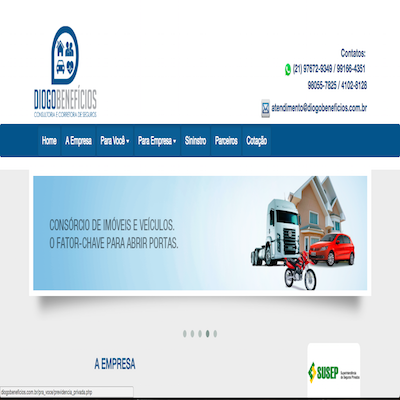 DIOGOBENEFÍCIOS
CONSULTORIA E CORRETORA DE SEGUROS
Contatos:
(21) 97672-9349 / 99166-4351
98055-7825 / 4102-8128
atendimento@diogobeneficios.com.br
Home A Empresa Para Você Para Empresa Sininstro Parceiros Cotação
CONSÓRCIO DE IMÓVEIS E VEÍCULOS.
O FATOR-CHAVE PARA ABRIR PORTAS.
A EMPRESA
SUSEP
Superintendência
de Seguros Privados
diogobeneficios.com.br/pra_voce/previdencia_privada.php